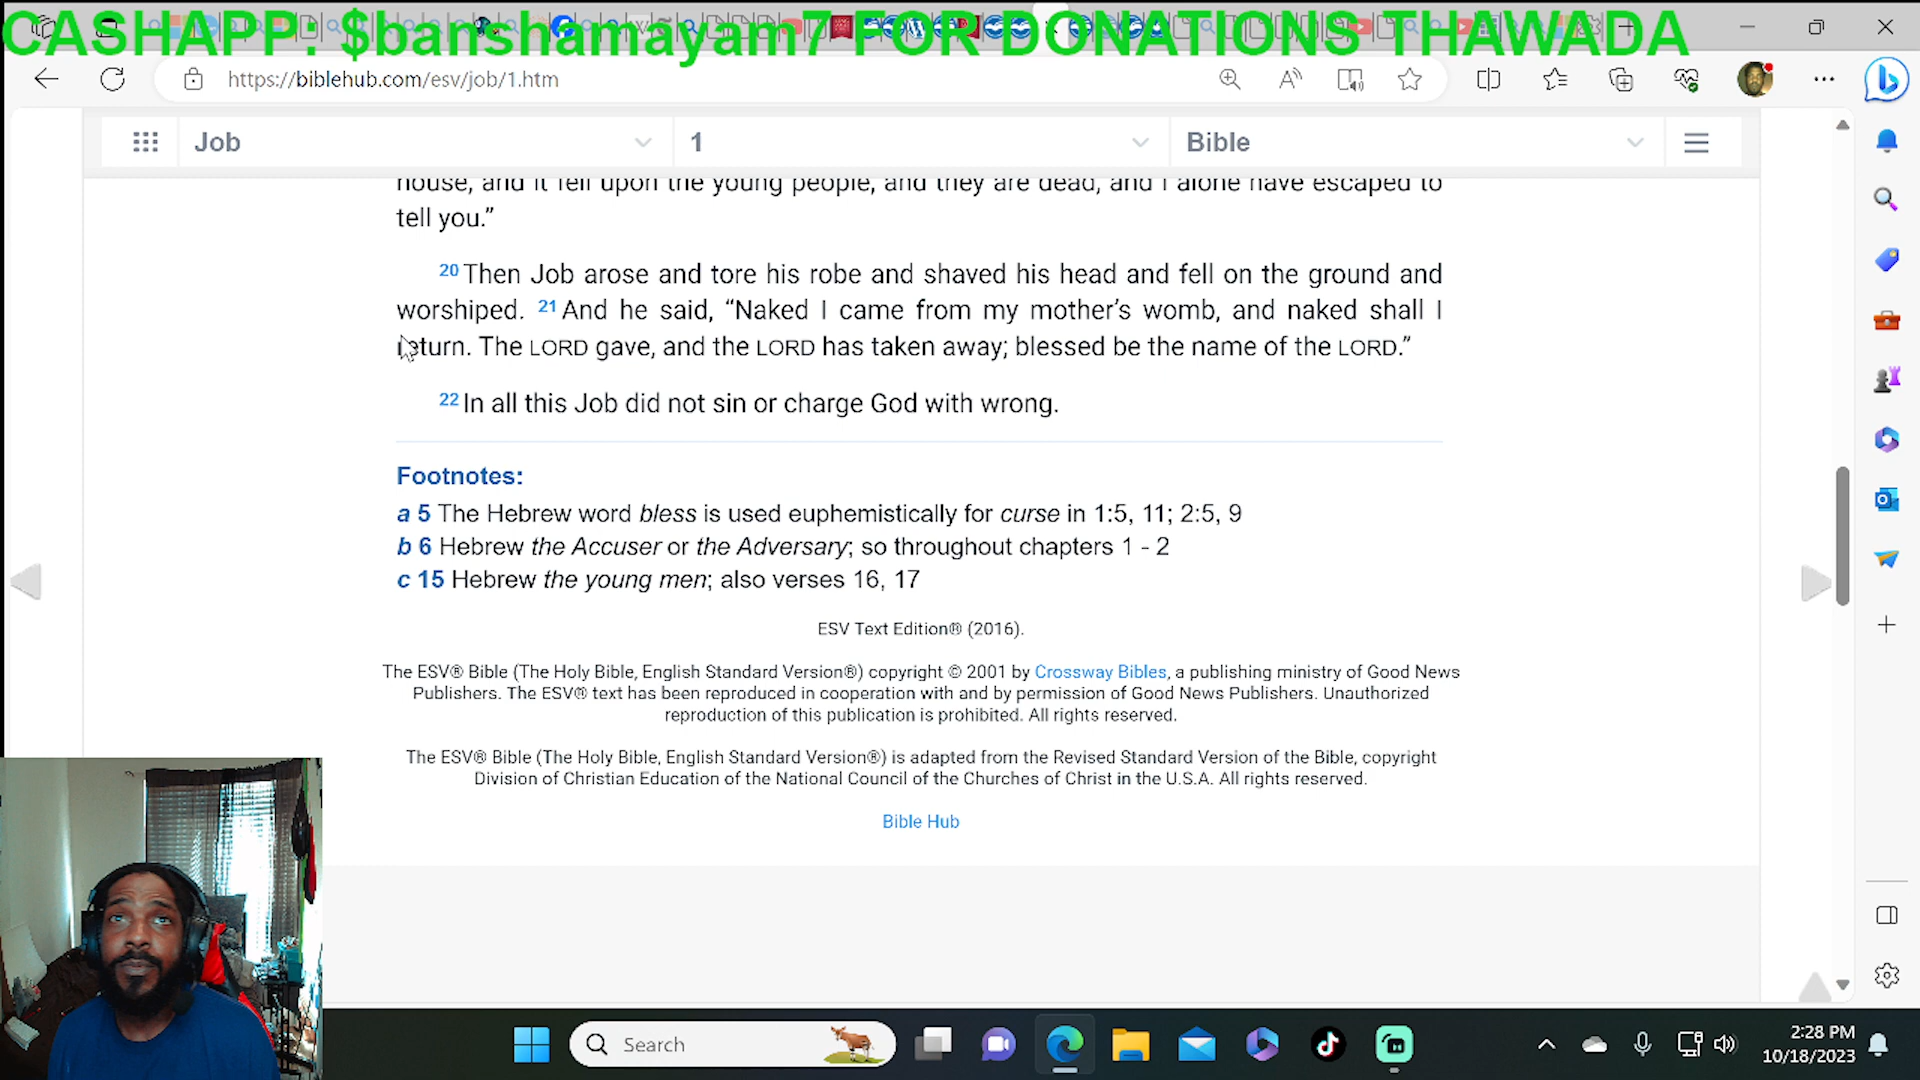 CASHAPP: $banshamayam7 FOR DONATIONS THAWADA
https://biblehub.com/esv/job/1.htm
Job
1
Bible
house, and it fell upon the young people, and they are dead, and I alone have escaped to
tell you.”
20 Then Job arose and tore his robe and shaved his head and fell on the ground and
worshiped. 21 And he said, “Naked I came from my mother’s womb, and naked shall I
return. The LORD gave, and the LORD has taken away; blessed be the name of the LORD.”
22 In all this Job did not sin or charge God with wrong.
Footnotes:
a 5 The Hebrew word bless is used euphemistically for curse in 1:5, 11; 2:5, 9
b 6 Hebrew the Accuser or the Adversary; so throughout chapters 1 - 2
c 15 Hebrew the young men; also verses 16, 17
ESV Text Edition® (2016).
The ESV® Bible (The Holy Bible, English Standard Version®) copyright © 2001 by Crossway Bibles, a publishing ministry of Good News
Publishers. The ESV® text has been reproduced in cooperation with and by permission of Good News Publishers. Unauthorized
reproduction of this publication is prohibited. All rights reserved.
The ESV® Bible (The Holy Bible, English Standard Version®) is adapted from the Revised Standard Version of the Bible, copyright
Division of Christian Education of the National Council of the Churches of Christ in the U.S.A. All rights reserved.
Bible Hub
Search
2:28 PM
10/18/2023